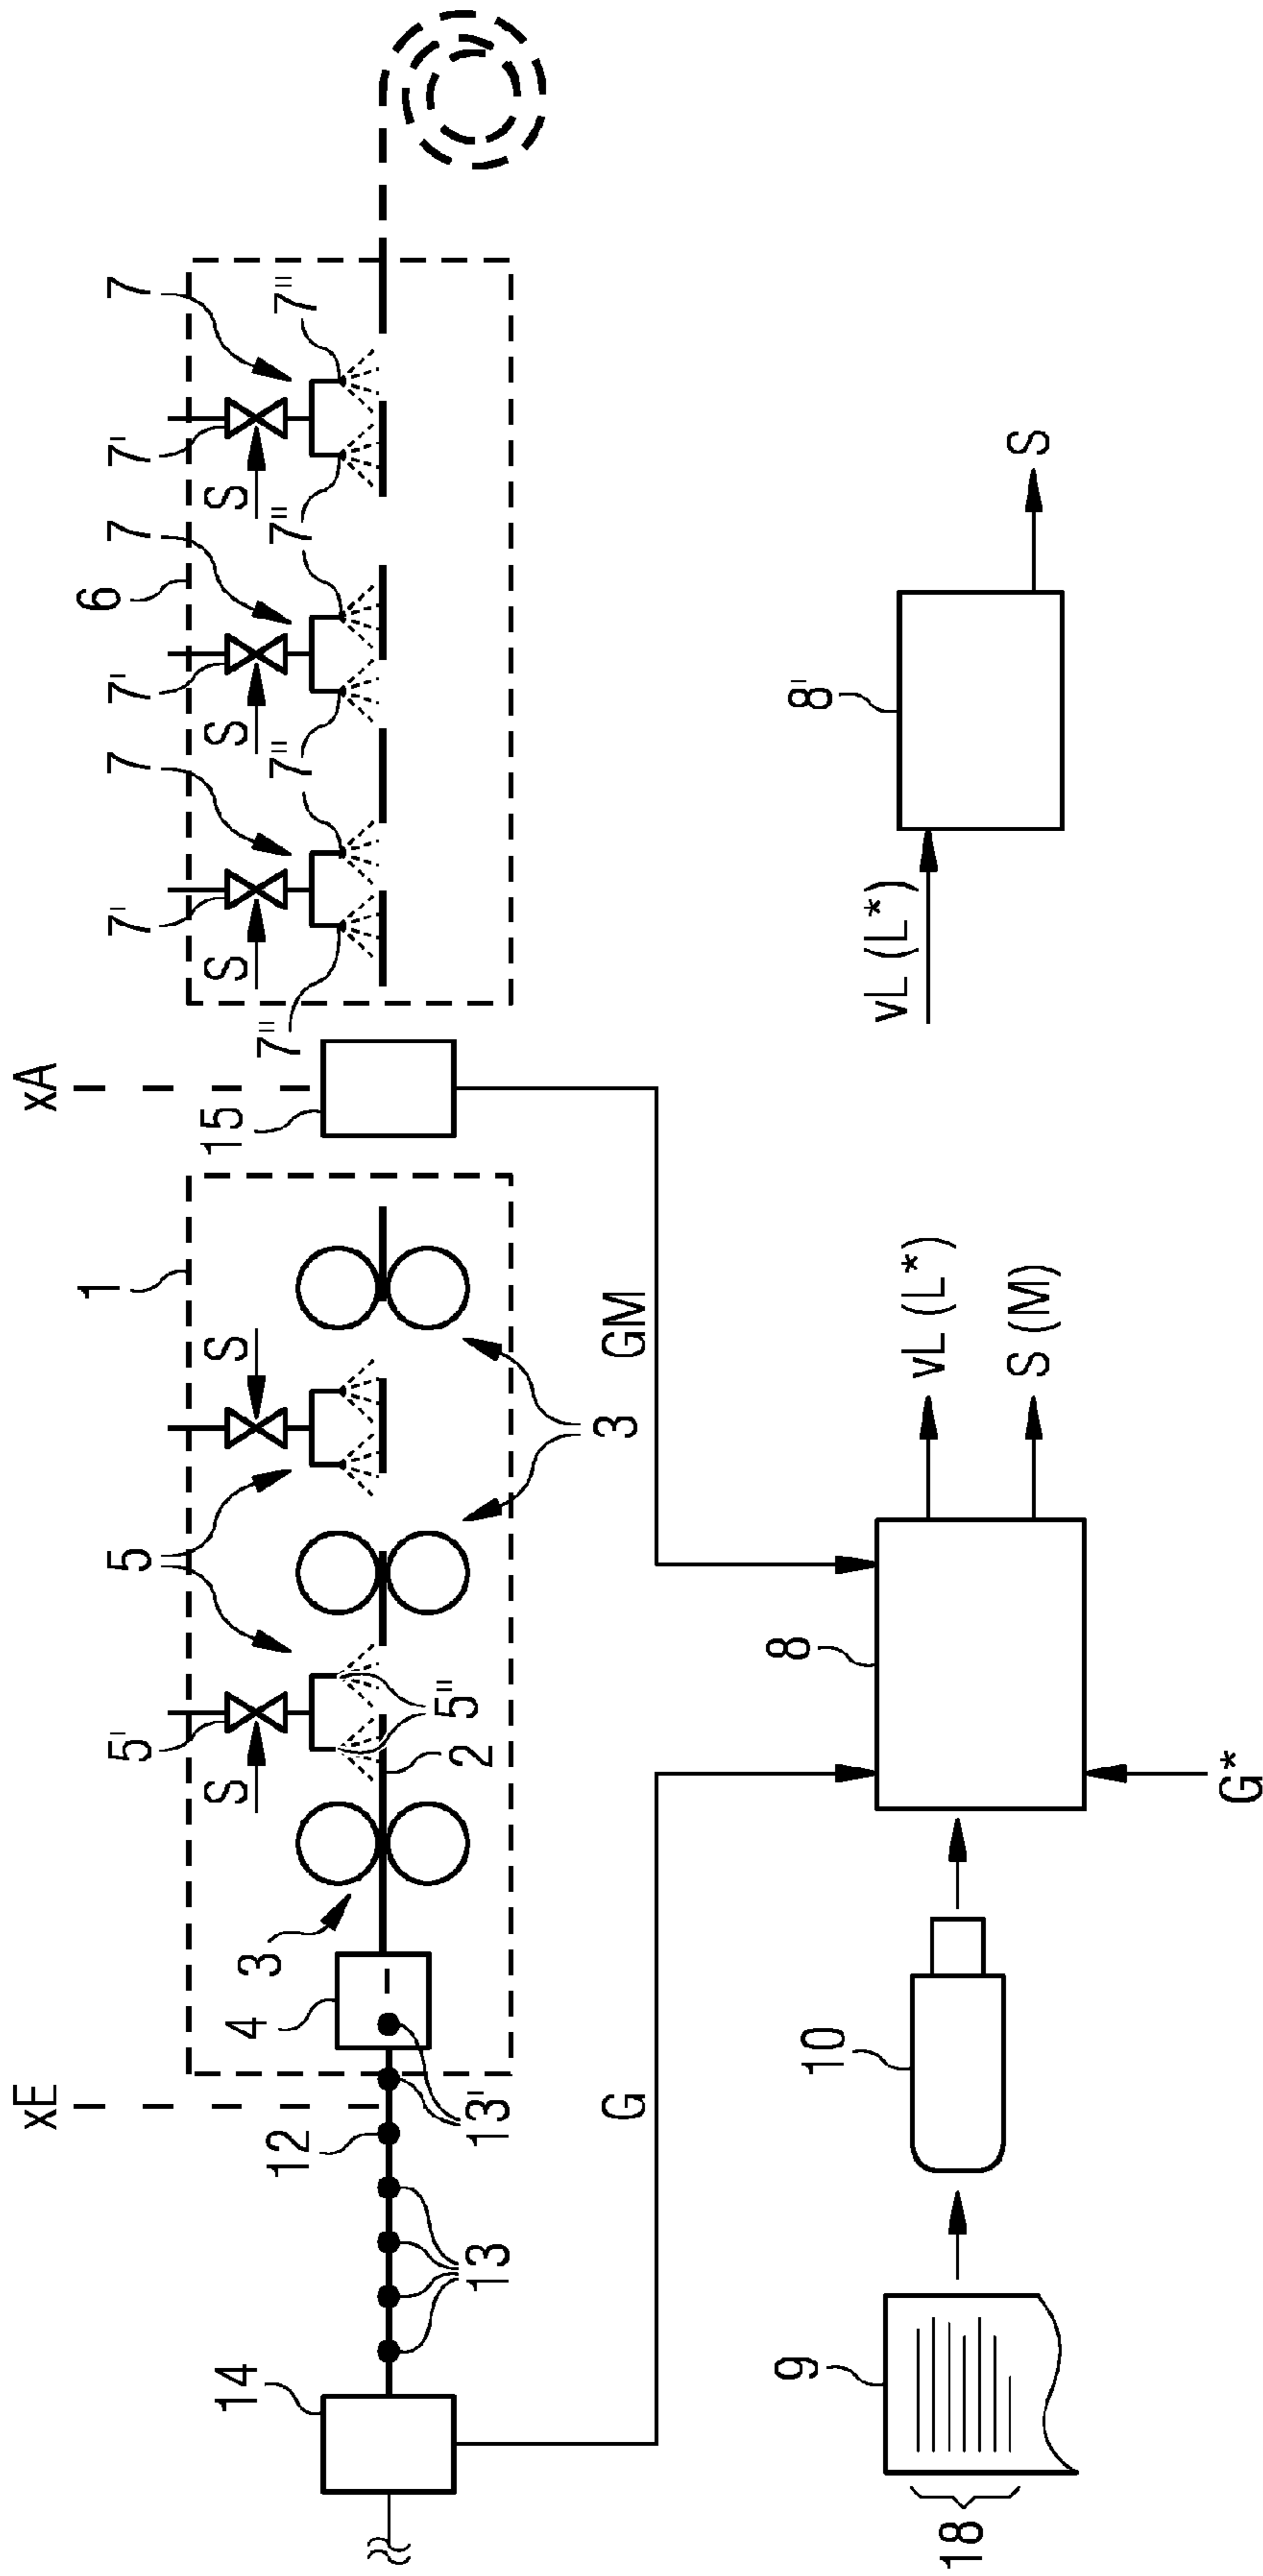 xE xA
1 6
5' 5 7' 7 7' 7 7' 7
14 4 S S 15 S S S
12 3 7'' 7'' 7'' 7''
13 13' 2 5''
3
G GM
9 10 8 8'
vL (L*) vL (L*)
18 S (M) S
G*